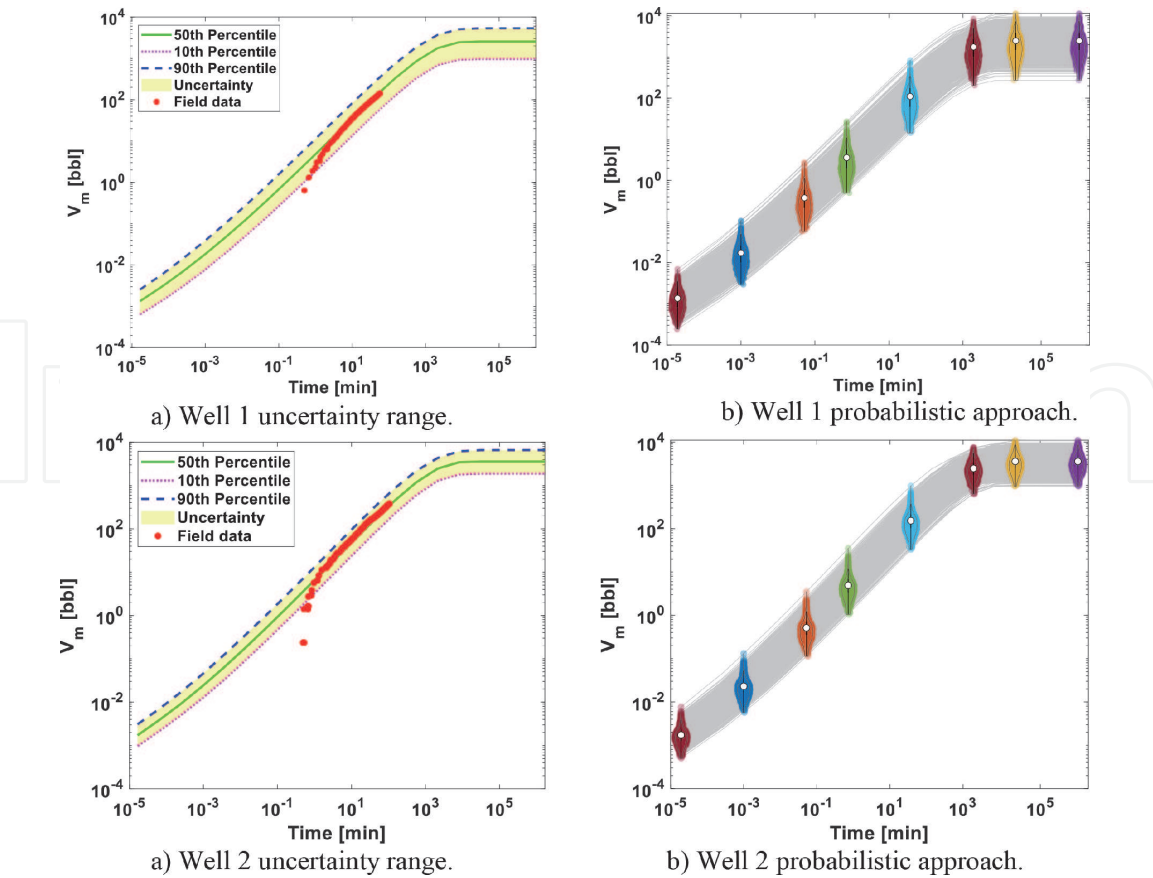 10^4
10^2
10^0
10^-2
10^-4
V_m [bbl]
50th Percentile
10th Percentile
90th Percentile
Uncertainty
Field data
10^-5 10^-3 10^-1 10^1 10^3 10^5
Time [min]
a) Well 1 uncertainty range.
10^4
10^2
10^0
10^-2
10^-4
V_m [bbl]
10^-5 10^-3 10^-1 10^1 10^3 10^5
Time [min]
b) Well 1 probabilistic approach.
10^4
10^2
10^0
10^-2
10^-4
V_m [bbl]
50th Percentile
10th Percentile
90th Percentile
Uncertainty
Field data
10^-5 10^-3 10^-1 10^1 10^3 10^5
Time [min]
a) Well 2 uncertainty range.
10^4
10^2
10^0
10^-2
10^-4
V_m [bbl]
10^-5 10^-3 10^-1 10^1 10^3 10^5
Time [min]
b) Well 2 probabilistic approach.